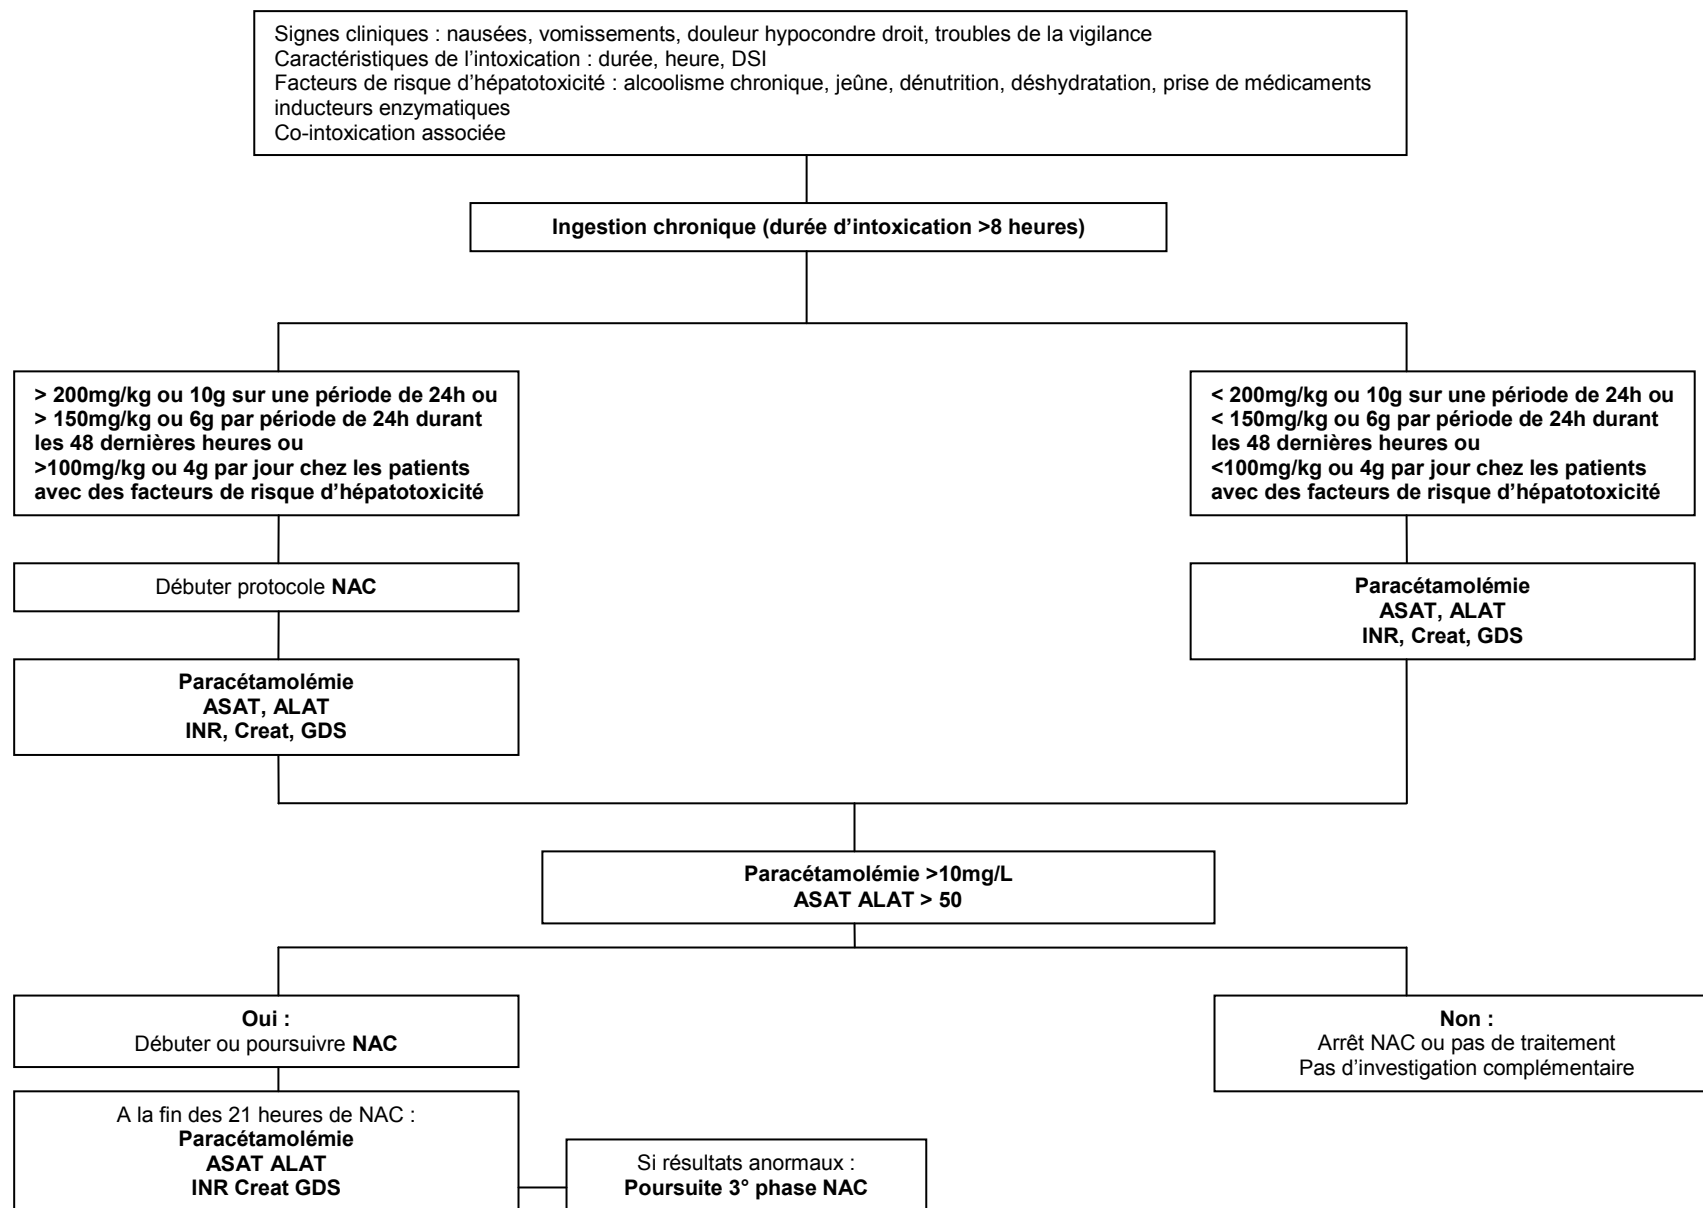 Signes cliniques : nausées, vomissements, douleur hypocondre droit, troubles de la vigilance
Caractéristiques de l’intoxication : durée, heure, DSI
Facteurs de risque d’hépatotoxicité : alcoolisme chronique, jeûne, dénutrition, déshydratation, prise de médicaments
inducteurs enzymatiques
Co-intoxication associée
Ingestion chronique (durée d’intoxication >8 heures)
> 200mg/kg ou 10g sur une période de 24h ou
> 150mg/kg ou 6g par période de 24h durant
les 48 dernières heures ou
>100mg/kg ou 4g par jour chez les patients
avec des facteurs de risque d’hépatotoxicité
< 200mg/kg ou 10g sur une période de 24h ou
< 150mg/kg ou 6g par période de 24h durant
les 48 dernières heures ou
<100mg/kg ou 4g par jour chez les patients
avec des facteurs de risque d’hépatotoxicité
Débuter protocole NAC
Paracétamolémie
ASAT, ALAT
INR, Creat, GDS
Paracétamolémie
ASAT, ALAT
INR, Creat, GDS
Paracétamolémie >10mg/L
ASAT ALAT > 50
Oui :
Débuter ou poursuivre NAC
Non :
Arrêt NAC ou pas de traitement
Pas d’investigation complémentaire
A la fin des 21 heures de NAC :
Paracétamolémie
ASAT ALAT
INR Creat GDS
Si résultats anormaux :
Poursuite 3° phase NAC